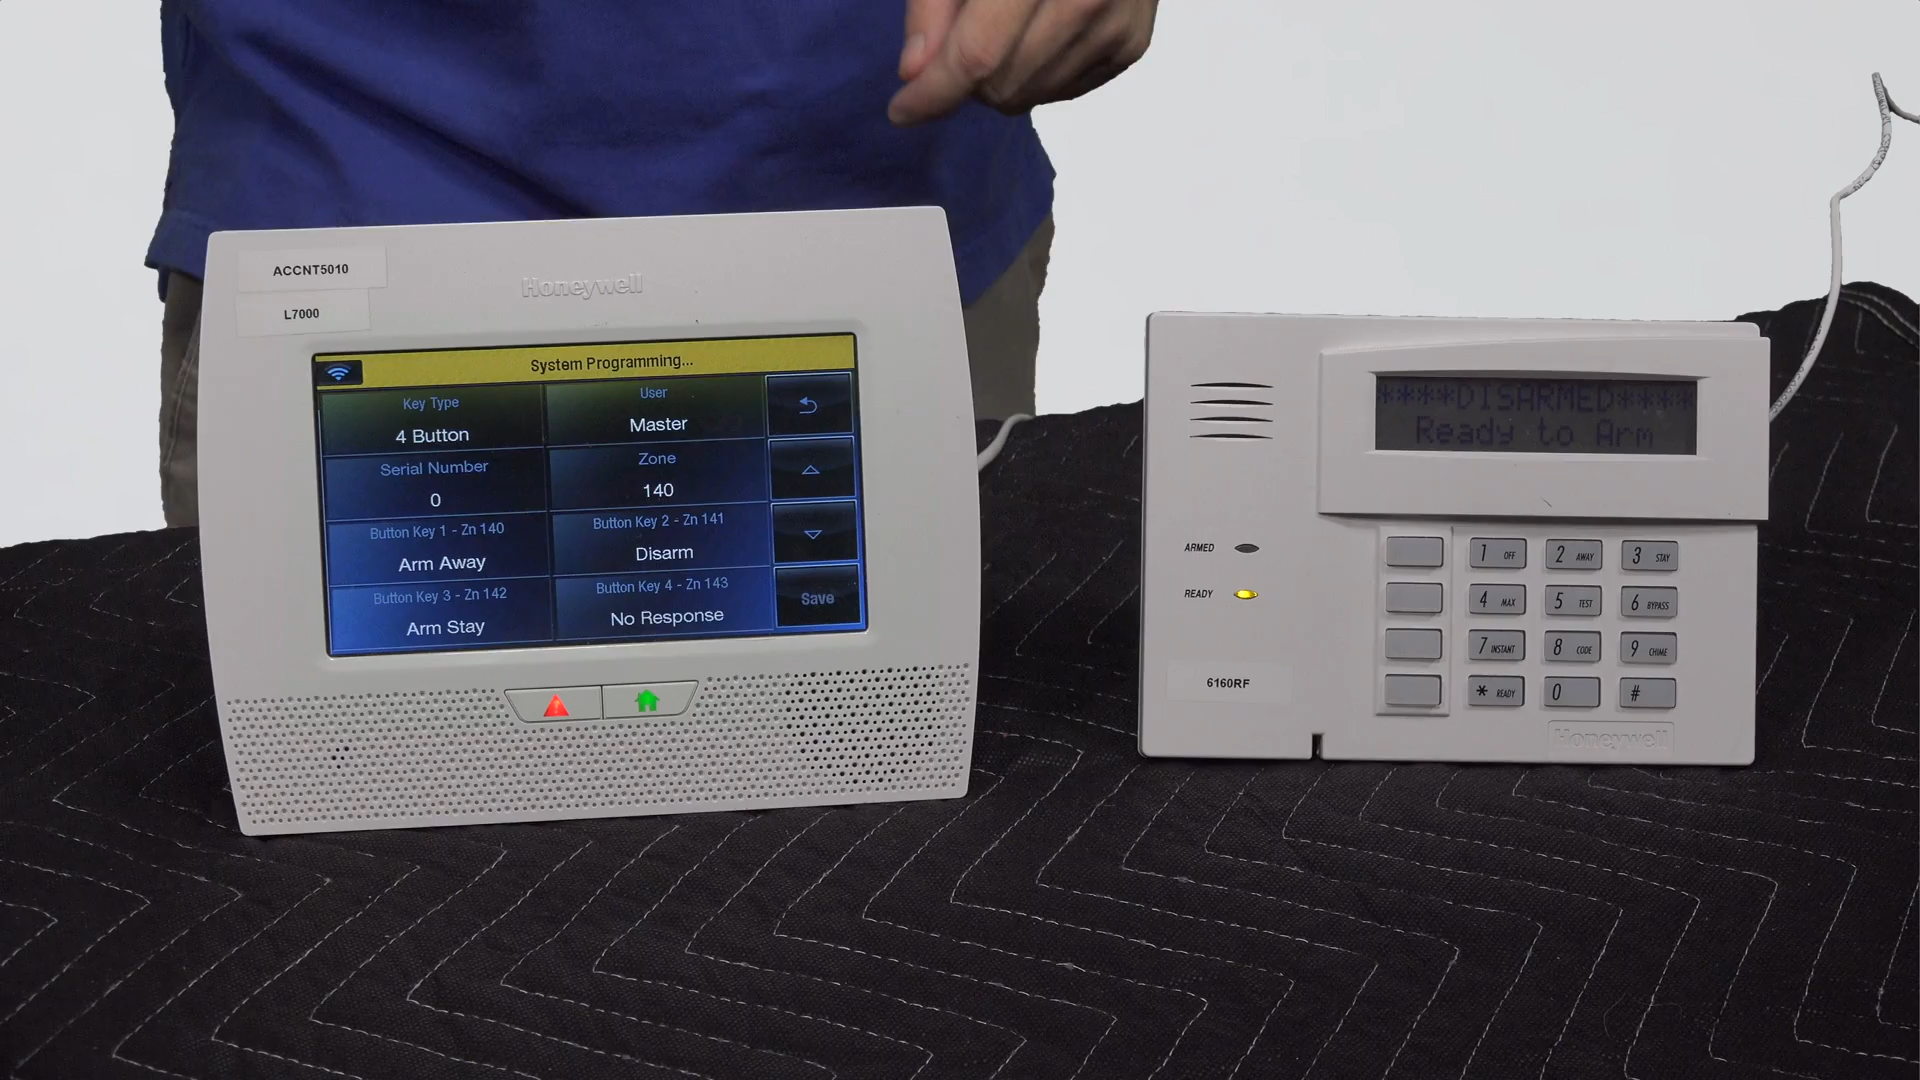 ACCNT5010
L7000
Honeywell
System Programming...
Key Type
4 Button
User
Master
Serial Number
0
Zone
140
Button Key 1 - Zn 140
Arm Away
Button Key 2 - Zn 141
Disarm
Button Key 3 - Zn 142
Arm Stay
Button Key 4 - Zn 143
No Response
Save
****DISARMED****
Ready to Arm
ARMED
READY
6160RF
1 OFF 2 AWAY 3 STAY
4 MAX 5 TEST 6 BYPASS
7 INSTANT 8 CODE 9 CHIME
* READY 0 #
Honeywell